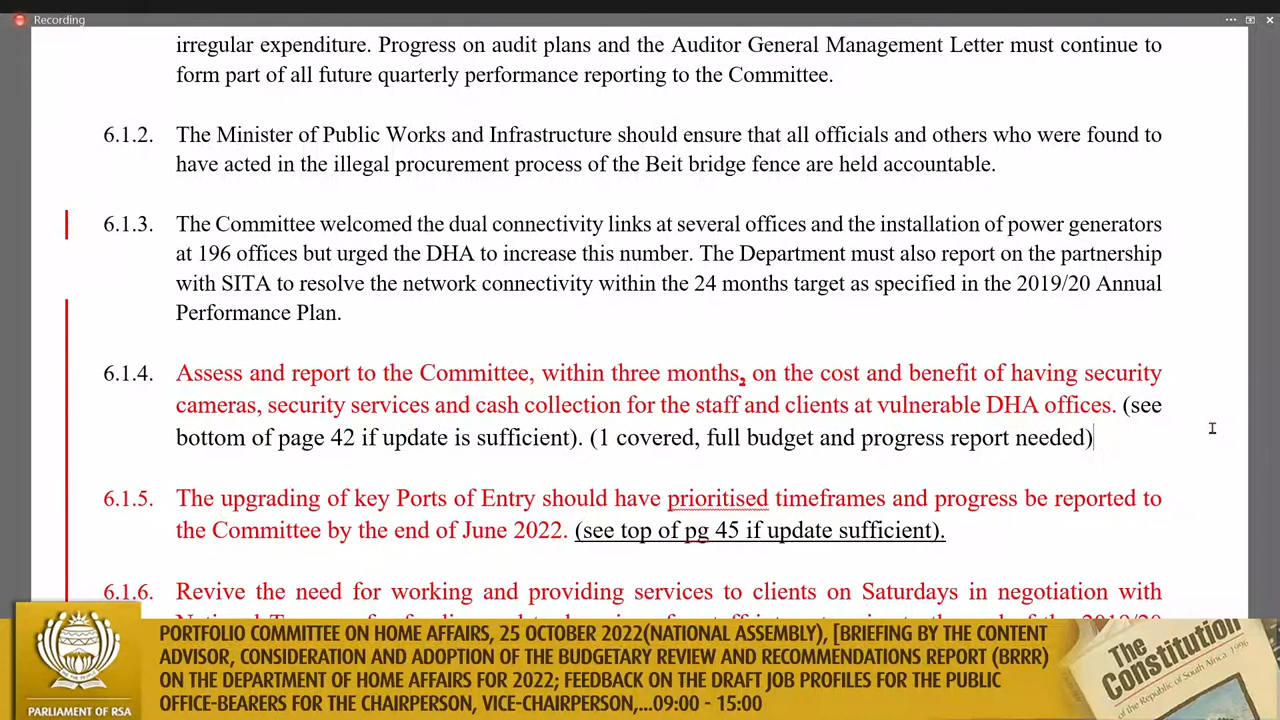 Recording
irregular expenditure. Progress on audit plans and the Auditor General Management Letter must continue to
form part of all future quarterly performance reporting to the Committee.
6.1.2. The Minister of Public Works and Infrastructure should ensure that all officials and others who were found to
have acted in the illegal procurement process of the Beit bridge fence are held accountable.
6.1.3. The Committee welcomed the dual connectivity links at several offices and the installation of power generators
at 196 offices but urged the DHA to increase this number. The Department must also report on the partnership
with SITA to resolve the network connectivity within the 24 months target as specified in the 2019/20 Annual
Performance Plan.
6.1.4. Assess and report to the Committee, within three months, on the cost and benefit of having security
cameras, security services and cash collection for the staff and clients at vulnerable DHA offices. (see
bottom of page 42 if update is sufficient). (1 covered, full budget and progress report needed)
6.1.5. The upgrading of key Ports of Entry should have prioritised timeframes and progress be reported to
the Committee by the end of June 2022. (see top of pg 45 if update sufficient).
6.1.6. Revive the need for working and providing services to clients on Saturdays in negotiation with
PORTFOLIO COMMITTEE ON HOME AFFAIRS, 25 OCTOBER 2022(NATIONAL ASSEMBLY), [BRIEFING BY THE CONTENT
ADVISOR, CONSIDERATION AND ADOPTION OF THE BUDGETARY REVIEW AND RECOMMENDATIONS REPORT (BRRR)
ON THE DEPARTMENT OF HOME AFFAIRS FOR 2022; FEEDBACK ON THE DRAFT JOB PROFILES FOR THE PUBLIC
OFFICE-BEARERS FOR THE CHAIRPERSON, VICE-CHAIRPERSON,...09:00 - 15:00
PARLIAMENT OF RSA
The
Constitution
of the Republic of South Africa, 1996